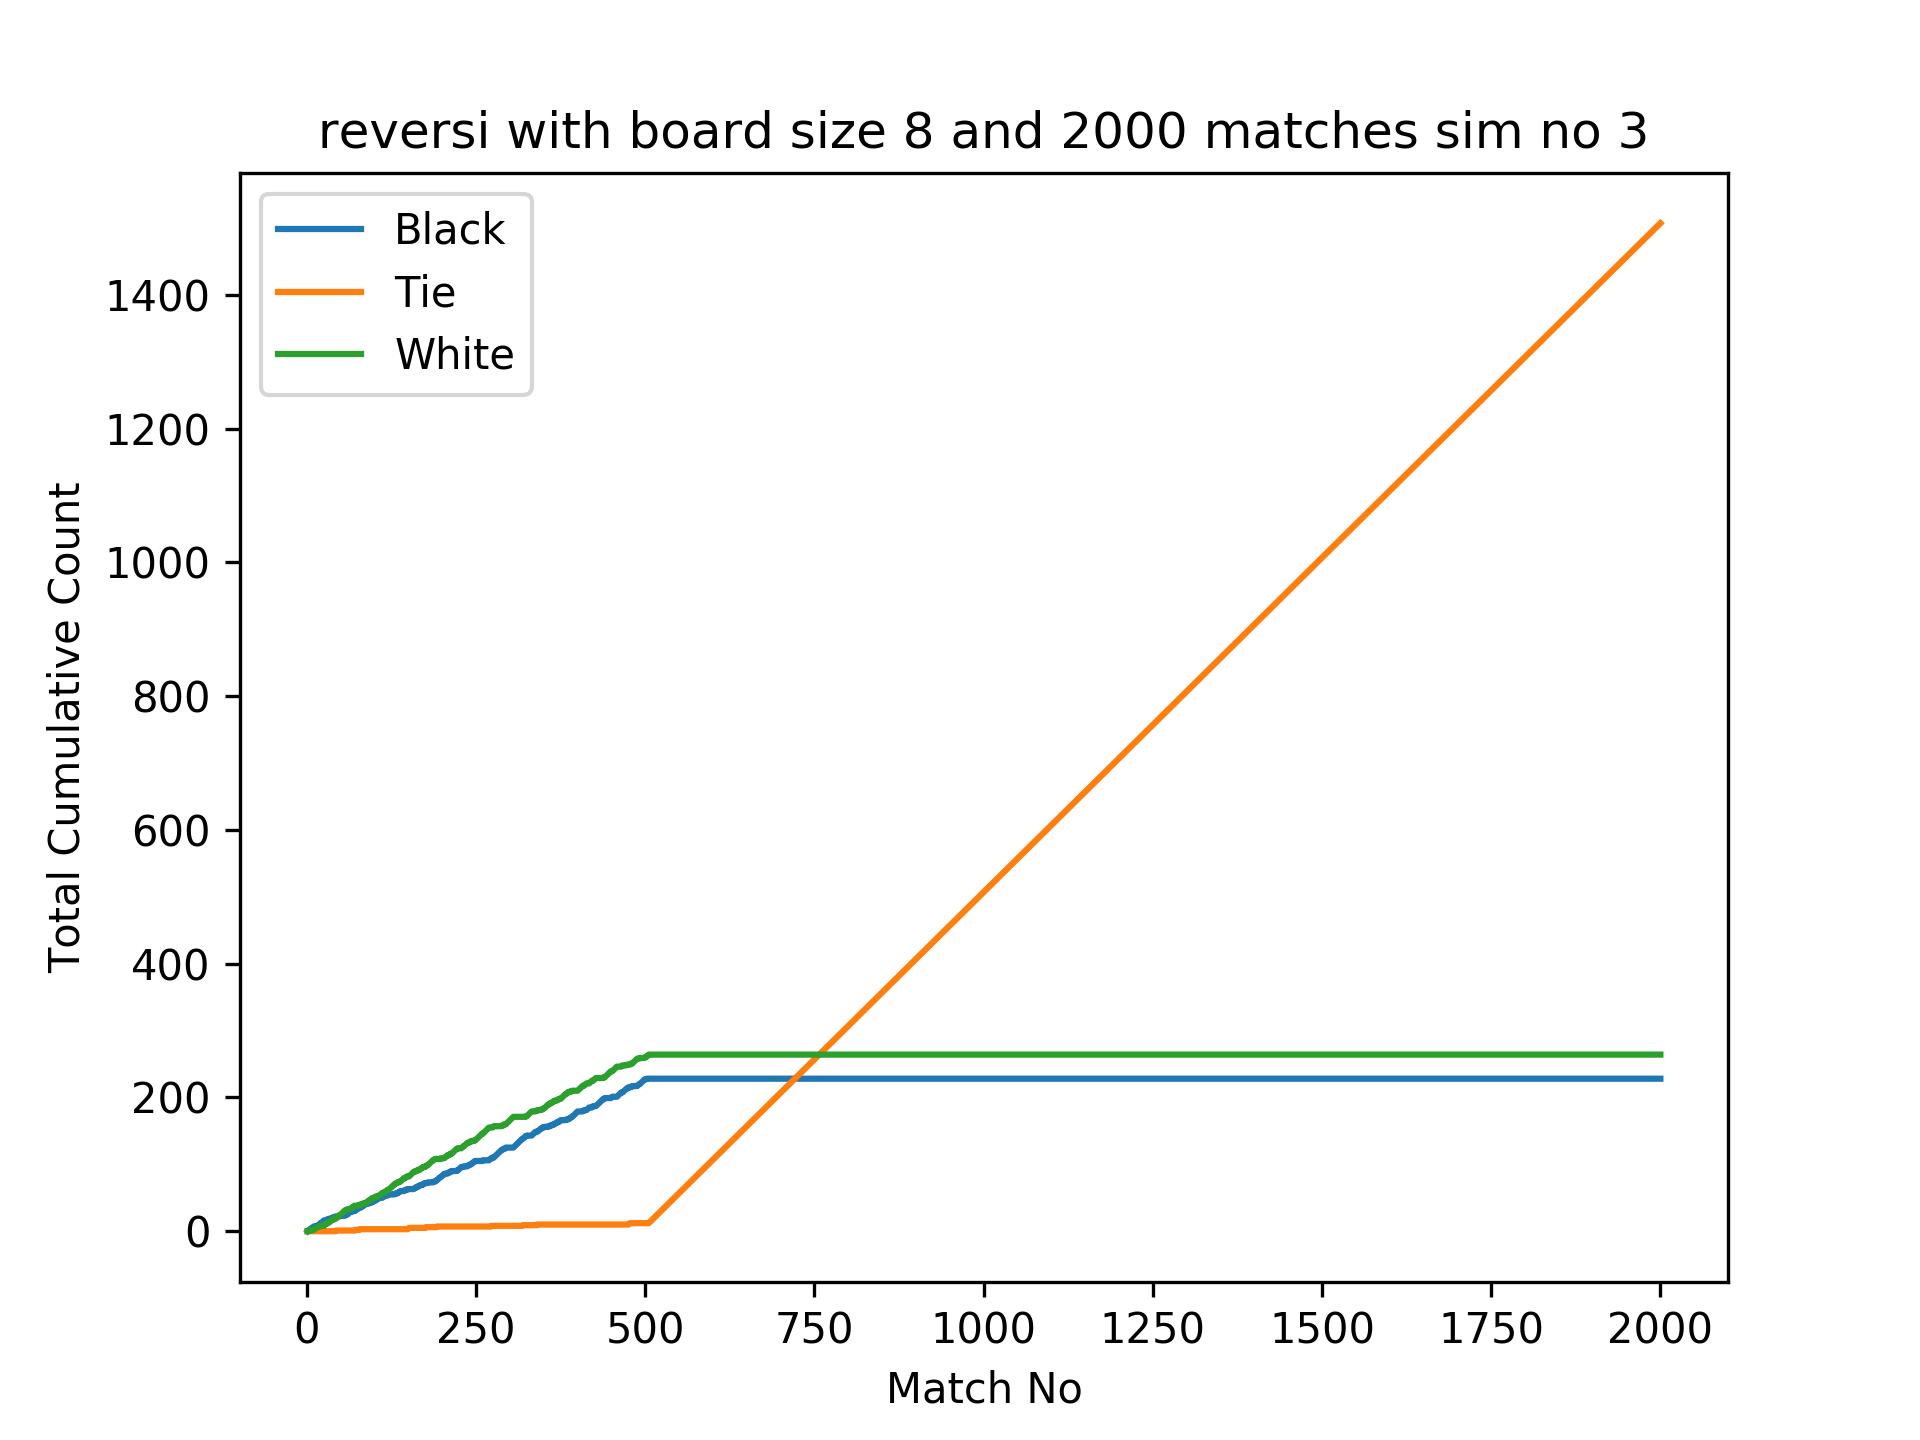 reversi with board size 8 and 2000 matches sim no 3
Black
Tie
White
1400
1200
1000
800
600
400
200
0
Total Cumulative Count
0 250 500 750 1000 1250 1500 1750 2000
Match No